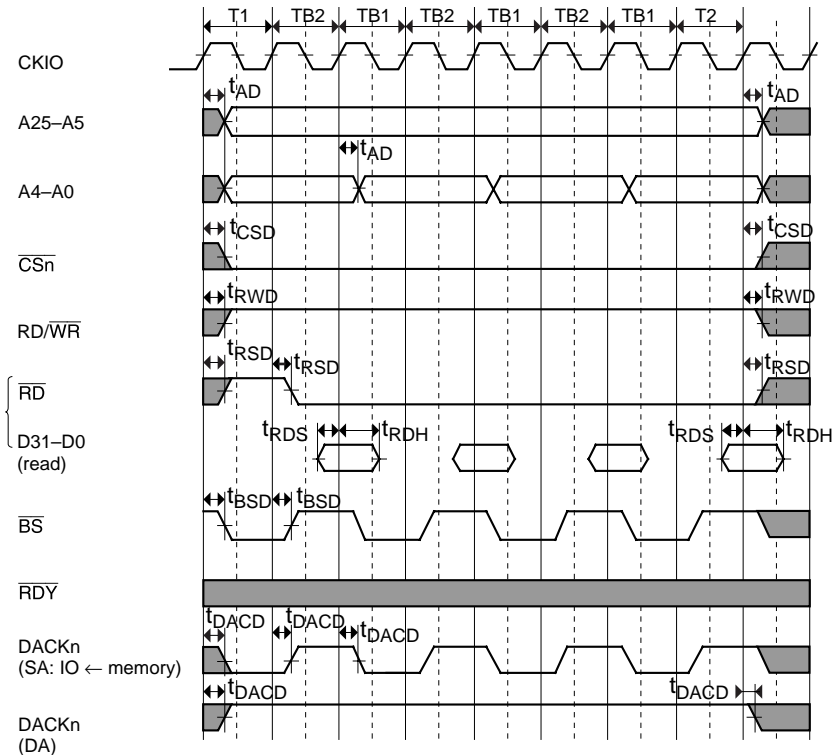 T1 TB2 TB1 TB2 TB1 TB2 TB1 T2
CKIO
tAD tAD
A25–A5
tAD
A4–A0
tCSD tCSD
CSn
tRWD tRWD
RD/WR
tRSD tRSD tRSD
RD
D31–D0
(read)
tRDS tRDH tRDS tRDH
tBSD tBSD
BS
RDY
tDACD tDACD tDACD
DACKn
(SA: IO ← memory)
tDACD tDACD
DACKn
(DA)